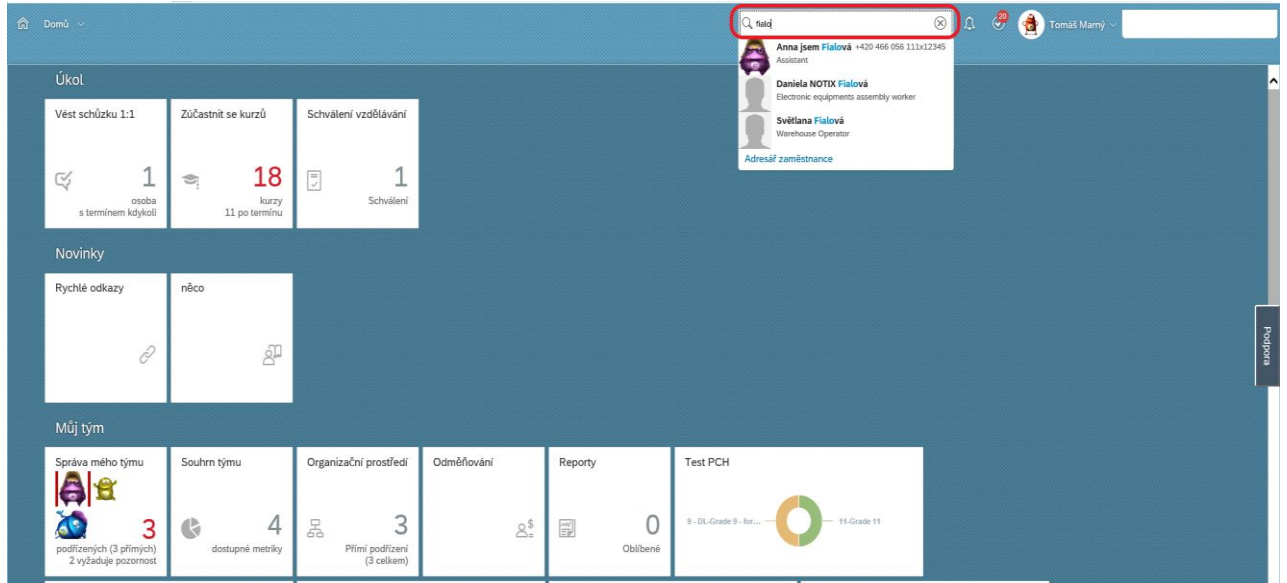 Domů
fialo
20
Tomáš Marný
Anna jsem Fialová +420 466 056 111x12345
Assistant
Daniela NOTIX Fialová
Electronic equipments assembly worker
Světlana Fialová
Warehouse Operator
Adresář zaměstnance
Úkol
Vést schůzku 1:1
1
osoba
s termínem kdykoli
Zúčastnit se kurzů
18
kurzy
11 po termínu
Schválení vzdělávání
1
Schválení
Novinky
Rychlé odkazy
něco
Podpora
Můj tým
Správa mého týmu
3
podřízených (3 přímých)
2 vyžaduje pozornost
Souhrn týmu
4
dostupné metriky
Organizační prostředí
3
Přímí podřízení
(3 celkem)
Odměňování
Reporty
0
Oblíbené
Test PCH
9 - DL-Grade 9 - for...
11-Grade 11